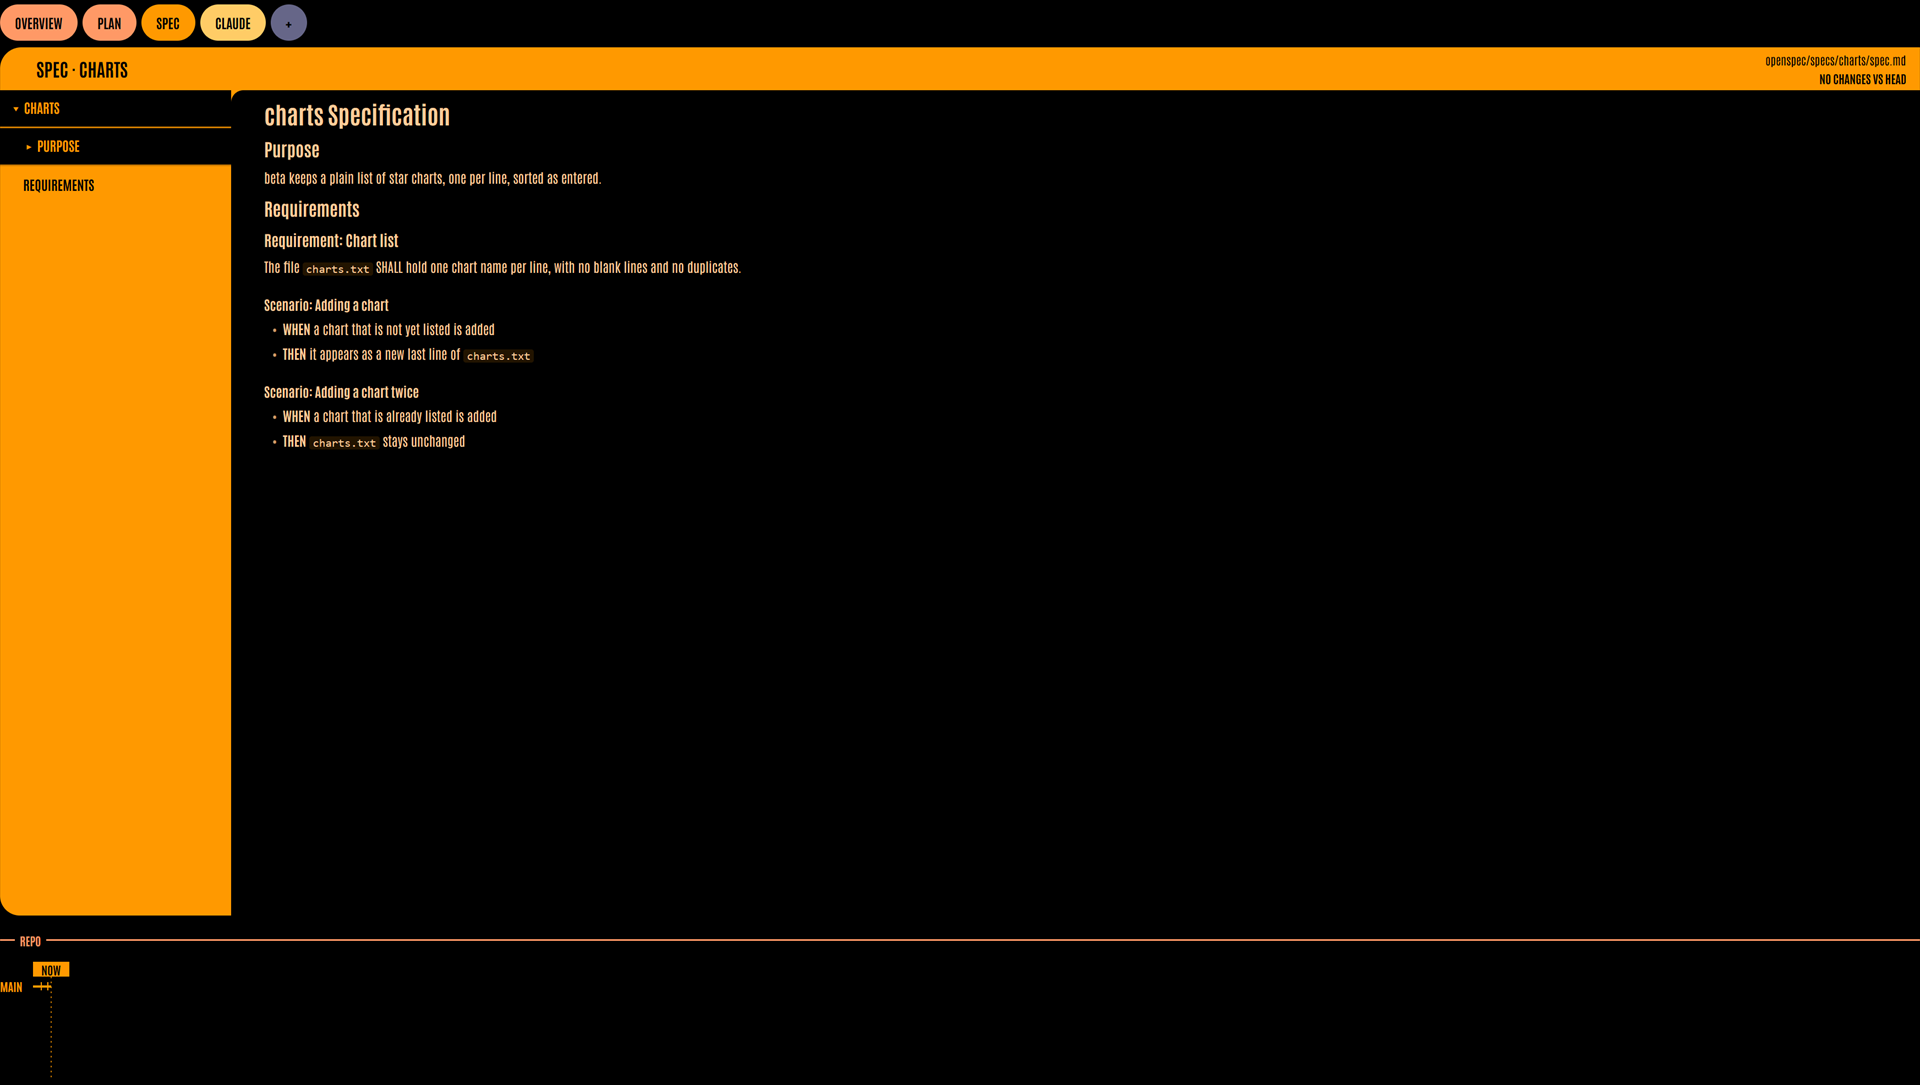 OVERVIEW PLAN SPEC CLAUDE +
SPEC · CHARTS
openspec/specs/charts/spec.md
NO CHANGES VS HEAD
▾ CHARTS
▸ PURPOSE
REQUIREMENTS
charts Specification
Purpose
beta keeps a plain list of star charts, one per line, sorted as entered.
Requirements
Requirement: Chart list
The file charts.txt SHALL hold one chart name per line, with no blank lines and no duplicates.
Scenario: Adding a chart
• WHEN a chart that is not yet listed is added
• THEN it appears as a new last line of charts.txt
Scenario: Adding a chart twice
• WHEN a chart that is already listed is added
• THEN charts.txt stays unchanged
REPO
NOW
MAIN